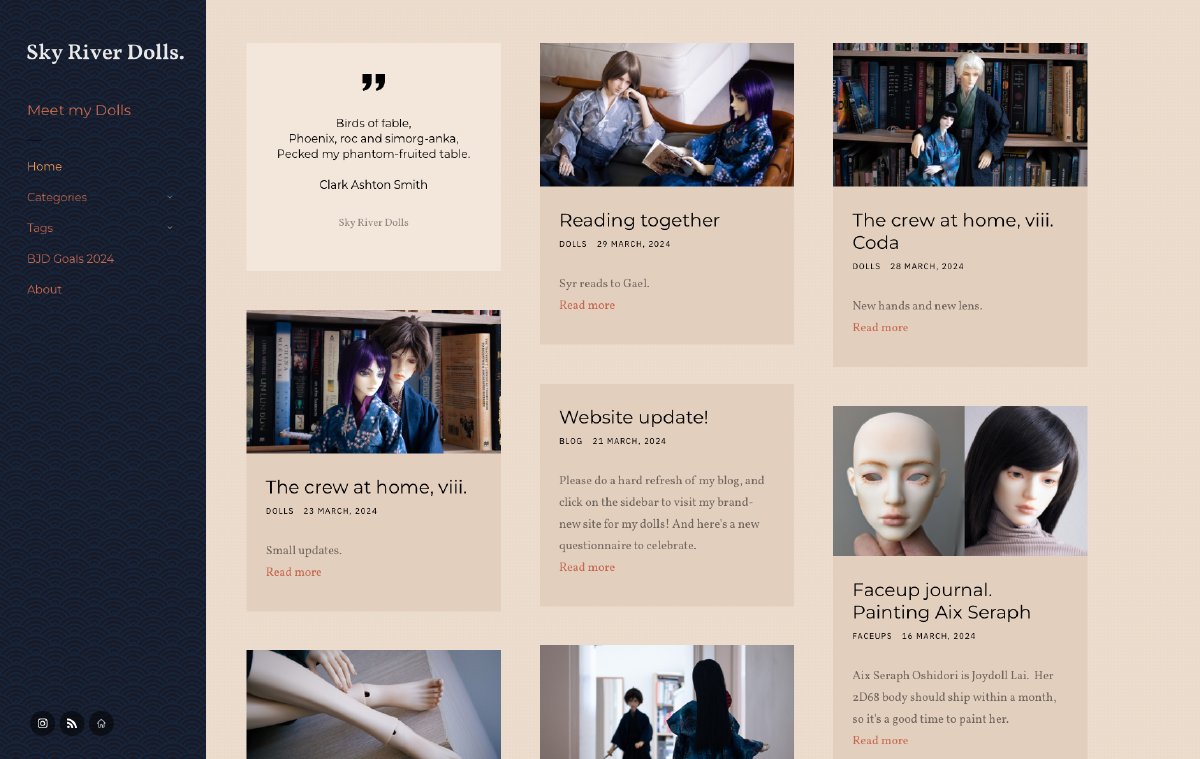 Sky River Dolls.
Meet my Dolls
Home
Categories
Tags
BJD Goals 2024
About
”
Birds of fable,
Phoenix, roc and simorg-anka,
Pecked my phantom-fruited table.
Clark Ashton Smith
Sky River Dolls
The crew at home, viii.
DOLLS 23 MARCH, 2024
Small updates.
Read more
Reading together
DOLLS 29 MARCH, 2024
Syr reads to Gael.
Read more
Website update!
BLOG 21 MARCH, 2024
Please do a hard refresh of my blog, and
click on the sidebar to visit my brand-
new site for my dolls! And here's a new
questionnaire to celebrate.
Read more
The crew at home, viii.
Coda
DOLLS 28 MARCH, 2024
New hands and new lens.
Read more
Faceup journal.
Painting Aix Seraph
FACEUPS 16 MARCH, 2024
Aix Seraph Oshidori is Joydoll Lai. Her
2D68 body should ship within a month,
so it's a good time to paint her.
Read more